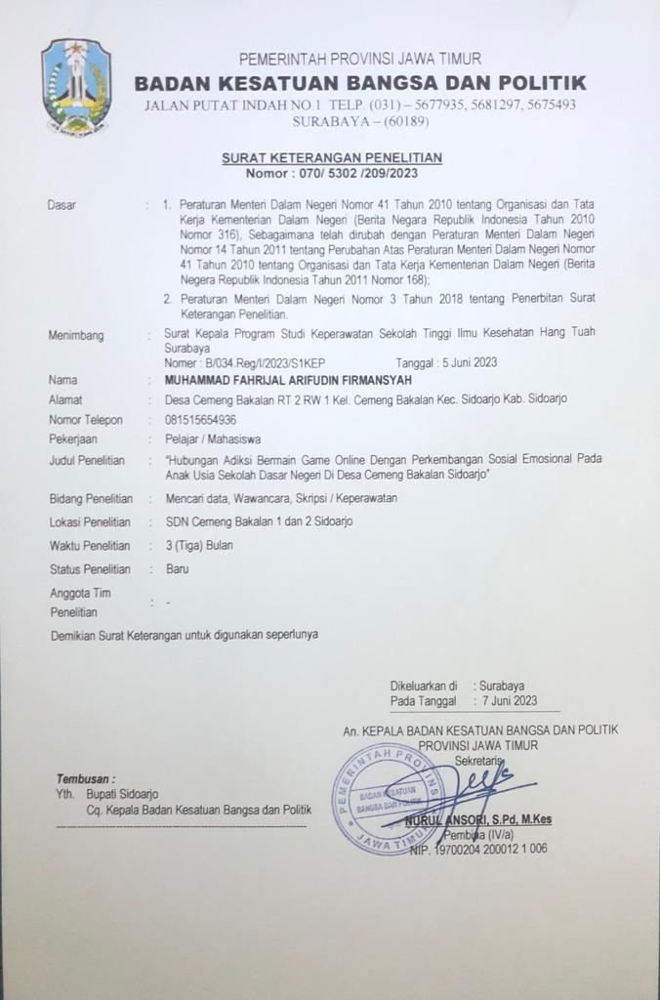 PEMERINTAH PROVINSI JAWA TIMUR
BADAN KESATUAN BANGSA DAN POLITIK
JALAN PUTAT INDAH NO.1 TELP. (031) – 5677935, 5681297, 5675493
SURABAYA – (60189)
SURAT KETERANGAN PENELITIAN
Nomor : 070/ 5302 /209/2023
Dasar : 1. Peraturan Menteri Dalam Negeri Nomor 41 Tahun 2010 tentang Organisasi dan Tata
Kerja Kementerian Dalam Negeri (Berita Negara Republik Indonesia Tahun 2010
Nomor 316), Sebagaimana telah dirubah dengan Peraturan Menteri Dalam Negeri
Nomor 14 Tahun 2011 tentang Perubahan Atas Peraturan Menteri Dalam Negeri Nomor
41 Tahun 2010 tentang Organisasi dan Tata Kerja Kementerian Dalam Negeri (Berita
Negera Republik Indonesia Tahun 2011 Nomor 168);
2. Peraturan Menteri Dalam Negeri Nomor 3 Tahun 2018 tentang Penerbitan Surat
Keterangan Penelitian.
Menimbang : Surat Kepala Program Studi Keperawatan Sekolah Tinggi Ilmu Kesehatan Hang Tuah
Surabaya
Nomer : B/034.Reg/I/2023/S1KEP Tanggal : 5 Juni 2023
Nama : MUHAMMAD FAHRIJAL ARIFUDIN FIRMANSYAH
Alamat : Desa Cemeng Bakalan RT 2 RW 1 Kel. Cemeng Bakalan Kec. Sidoarjo Kab. Sidoarjo
Nomor Telepon : 081515654936
Pekerjaan : Pelajar / Mahasiswa
Judul Penelitian : “Hubungan Adiksi Bermain Game Online Dengan Perkembangan Sosial Emosional Pada
Anak Usia Sekolah Dasar Negeri Di Desa Cemeng Bakalan Sidoarjo”
Bidang Penelitian : Mencari data, Wawancara, Skripsi / Keperawatan
Lokasi Penelitian : SDN Cemeng Bakalan 1 dan 2 Sidoarjo
Waktu Penelitian : 3 (Tiga) Bulan
Status Penelitian : Baru
Anggota Tim
Penelitian : -
Demikian Surat Keterangan untuk digunakan seperlunya
Dikeluarkan di : Surabaya
Pada Tanggal : 7 Juni 2023
An. KEPALA BADAN KESATUAN BANGSA DAN POLITIK
PROVINSI JAWA TIMUR
Sekretaris
PEMERINTAH PROVINSI
BADAN KESATUAN
BANGSA DAN POLITIK
JAWA TIMUR
NURUL ANSORI, S.Pd, M.Kes
Pembina (IV/a)
NIP. 19700204 200012 1 006
Tembusan :
Yth. Bupati Sidoarjo
Cq. Kepala Badan Kesatuan Bangsa dan Politik